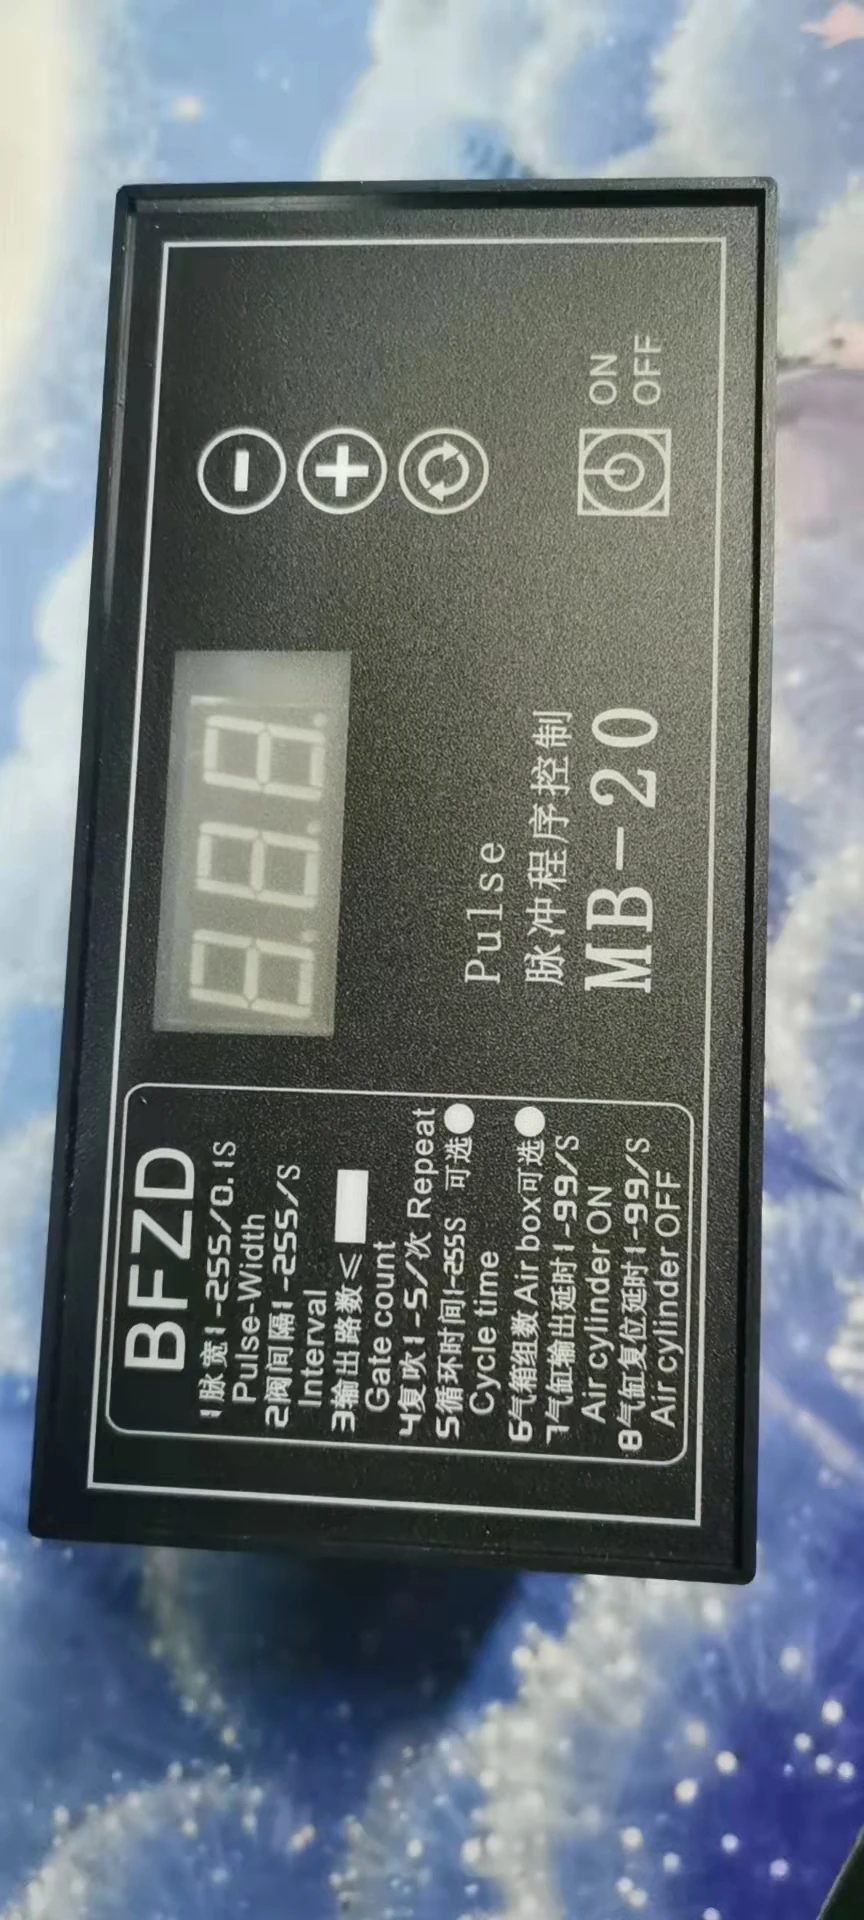 BFZD
1脉宽1-255/0.1S
Pulse-Width
2阀间隔1-255/S
Interval
3输出路数≤
Gate count
4复吹1-5/次 Repeat
5循环时间1-255S 可选
Cycle time
6气箱组数 Air box可选
7气缸输出延时1-99/S
Air cylinder ON
8气缸复位延时1-99/S
Air cylinder OFF
8.8.8.
Pulse
脉冲程序控制
MB-20
ON
OFF